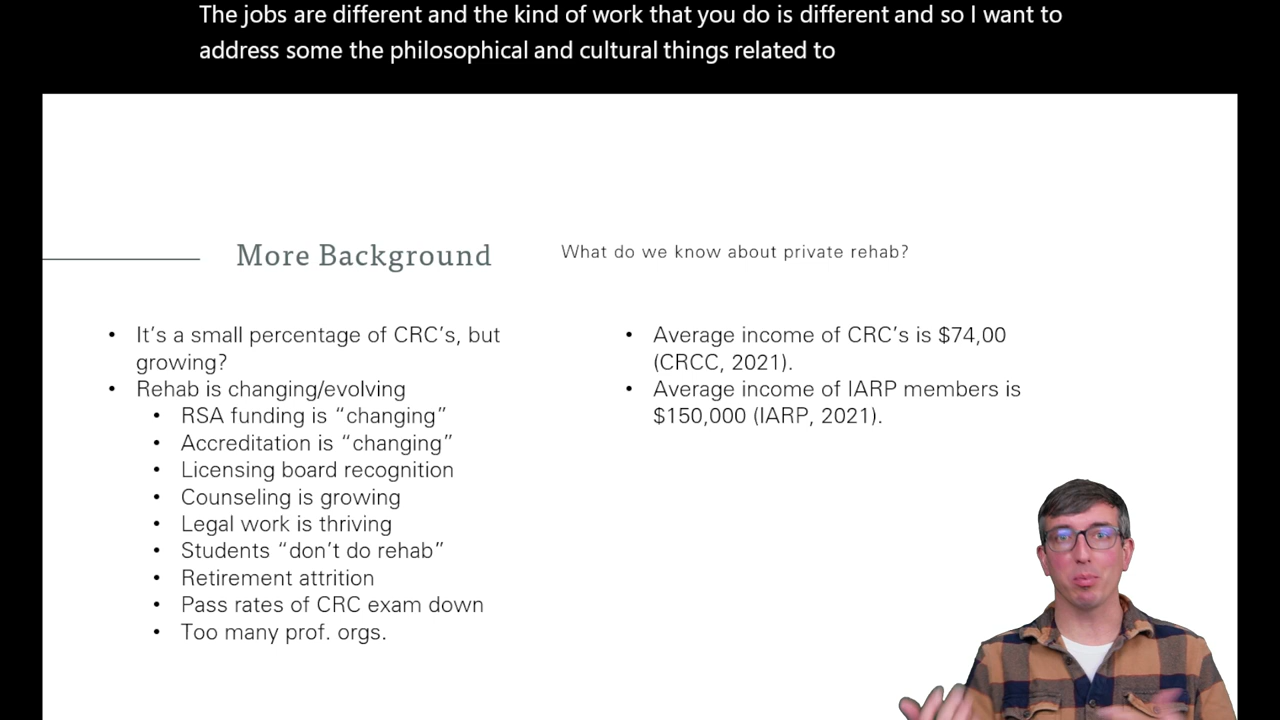 The jobs are different and the kind of work that you do is different and so I want to
address some the philosophical and cultural things related to
More Background
What do we know about private rehab?
• It's a small percentage of CRC's, but
growing?
• Rehab is changing/evolving
• RSA funding is “changing”
• Accreditation is “changing”
• Licensing board recognition
• Counseling is growing
• Legal work is thriving
• Students “don't do rehab”
• Retirement attrition
• Pass rates of CRC exam down
• Too many prof. orgs.
• Average income of CRC's is $74,00
(CRCC, 2021).
• Average income of IARP members is
$150,000 (IARP, 2021).